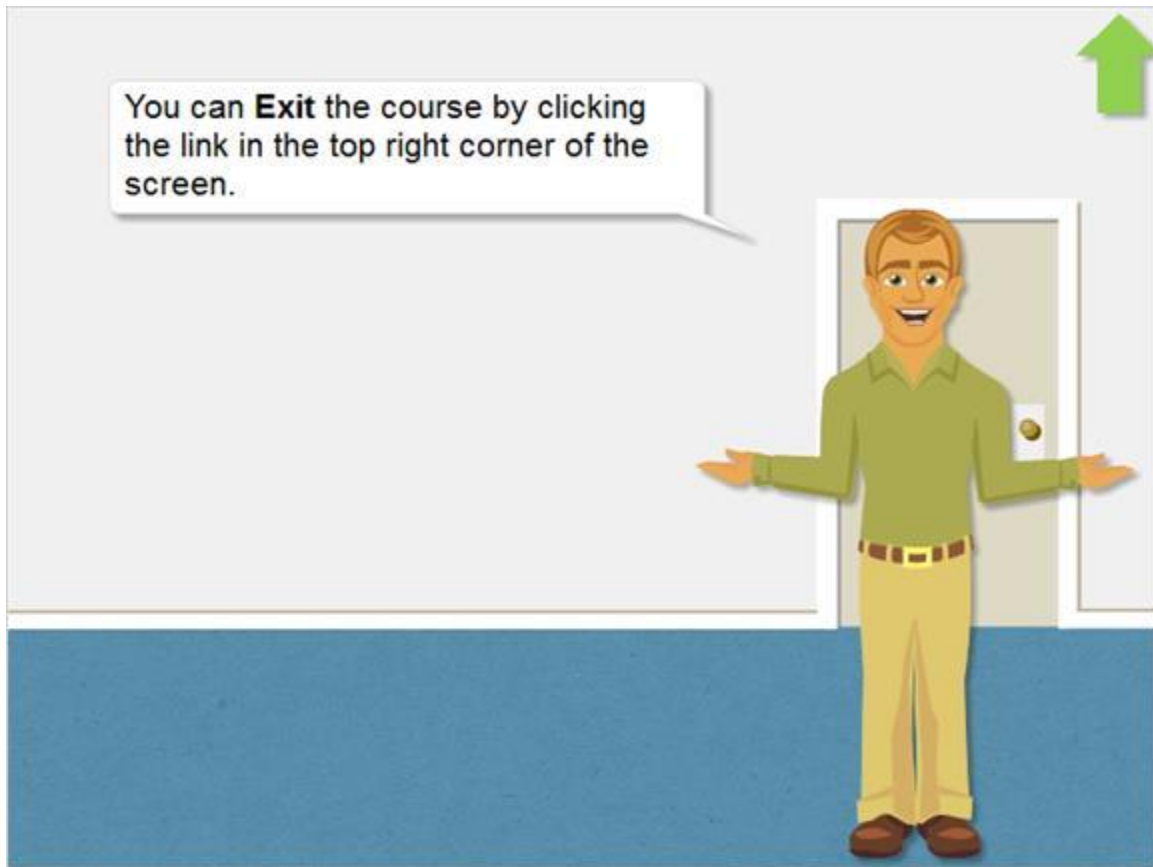 You can Exit the course by clicking
the link in the top right corner of the
screen.